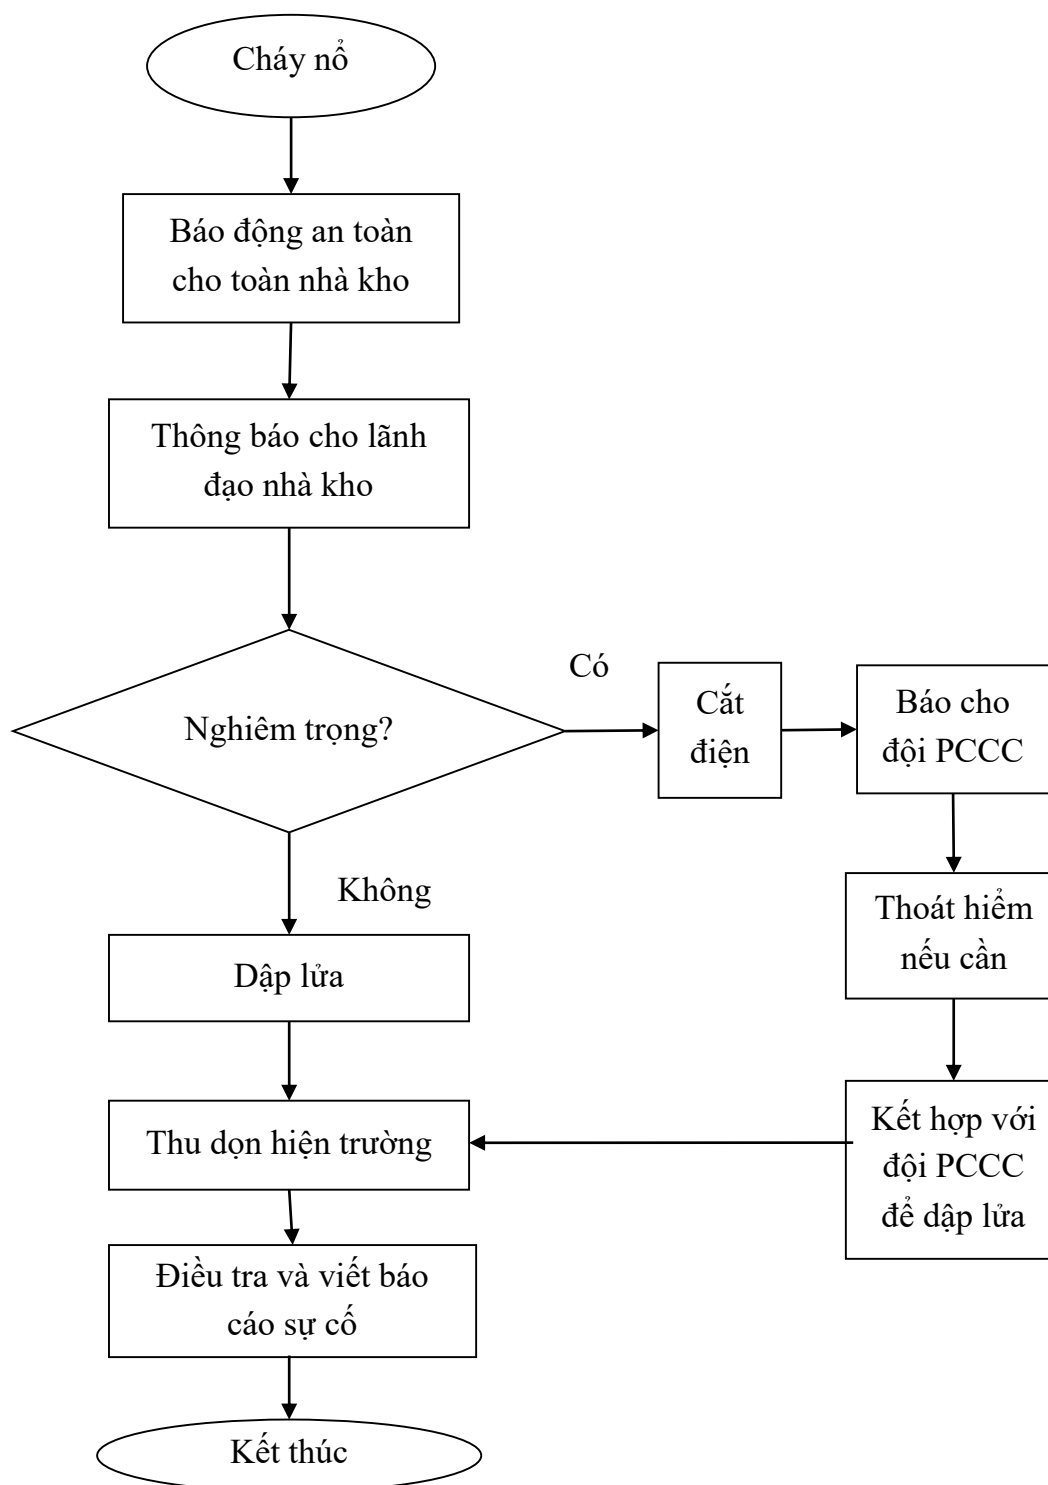 Cháy nổ
Báo động an toàn
cho toàn nhà kho
Thông báo cho lãnh
đạo nhà kho
Nghiêm trọng?
Có
Cắt
điện
Báo cho
đội PCCC
Không
Thoát hiểm
nếu cần
Dập lửa
Thu dọn hiện trường
Kết hợp với
đội PCCC
để dập lửa
Điều tra và viết báo
cáo sự cố
Kết thúc